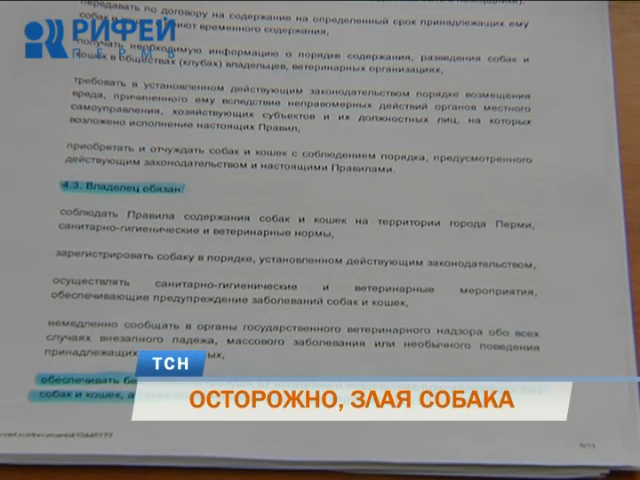 передавать по договору на содержание на определенный срок принадлежащих ему
собак и временного содержания,
РИФЕЙ
ПЕРМЬ
получать необходимую информацию о порядке содержания, разведения собак и
кошек в обществах (клубах) владельцев, ветеринарных организациях,
требовать в установленном действующим законодательством порядке возмещения
вреда, причиненного ему вследствие неправомерных действий органов местного
самоуправления, хозяйствующих субъектов и их должностных лиц, на которых
возложено исполнение настоящих Правил,
приобретать и отчуждать собак и кошек с соблюдением порядка, предусмотренного
действующим законодательством и настоящими Правилами.
4.3. Владелец обязан:
соблюдать Правила содержания собак и кошек на территории города Перми,
санитарно-гигиенические и ветеринарные нормы,
зарегистрировать собаку в порядке, установленном действующим законодательством,
осуществлять санитарно-гигиенические и ветеринарные мероприятия,
обеспечивающие предупреждение заболеваний собак и кошек,
немедленно сообщать в органы государственного ветеринарного надзора обо всех
случаях внезапного падежа, массового заболевания или необычного поведения
принадлежащих
ТСН
обеспечивать
собак и кошек,
ОСТОРОЖНО, ЗЛАЯ СОБАКА